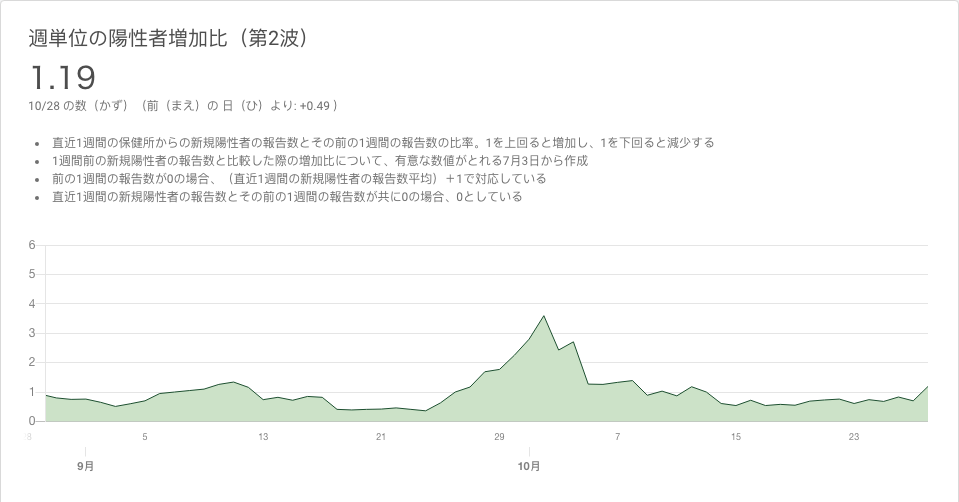 週単位の陽性者増加比（第2波）
1.19
10/28 の数（かず）（前（まえ）の 日（ひ）より: +0.49 ）
• 直近1週間の保健所からの新規陽性者の報告数とその前の1週間の報告数の比率。1を上回ると増加し、1を下回ると減少する
• 1週間前の新規陽性者の報告数と比較した際の増加比について、有意な数値がとれる7月3日から作成
• 前の1週間の報告数が0の場合、（直近1週間の新規陽性者の報告数平均）＋1で対応している
• 直近1週間の新規陽性者の報告数とその前の1週間の報告数が共に0の場合、0としている
6
5
4
3
2
1
0
5 13 21 29 7 15 23
9月 10月